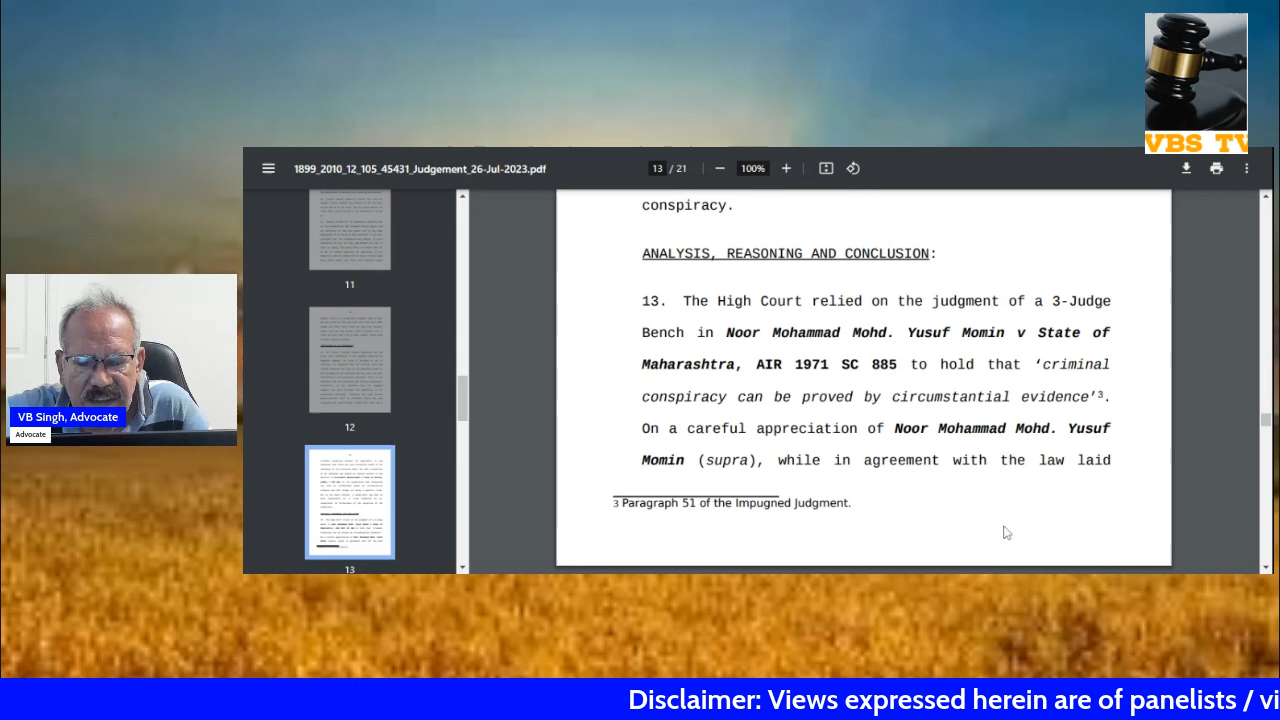 VBS TV
1899_2010_12_105_45431_Judgement_26-Jul-2023.pdf
13 / 21
100%
conspiracy.
ANALYSIS, REASONING AND CONCLUSION:
13. The High Court relied on the judgment of a 3-Judge
Bench in Noor Mohammad Mohd. Yusuf Momin v State of
Maharashtra, AIR 1971 SC 885 to hold that ‘criminal
conspiracy can be proved by circumstantial evidence’³.
On a careful appreciation of Noor Mohammad Mohd. Yusuf
Momin (supra), while in agreement with the law laid
3 Paragraph 51 of the Impugned Judgment.
11
12
13
VB Singh, Advocate
Advocate
Disclaimer: Views expressed herein are of panelists / vi